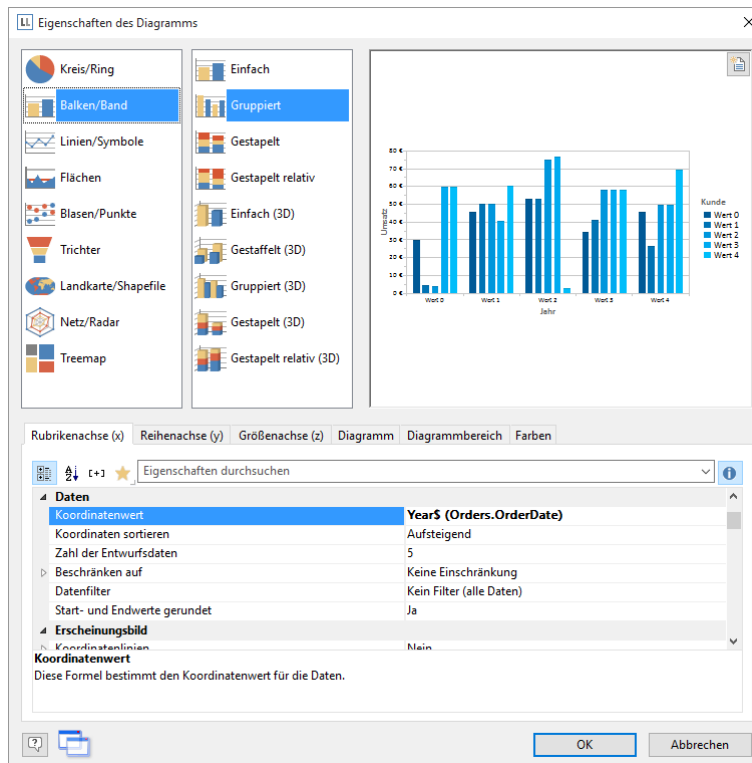 LL Eigenschaften des Diagramms
Kreis/Ring
Balken/Band
Linien/Symbole
Flächen
Blasen/Punkte
Trichter
Landkarte/Shapefile
Netz/Radar
Treemap
Einfach
Gruppiert
Gestapelt
Gestapelt relativ
Einfach (3D)
Gestaffelt (3D)
Gruppiert (3D)
Gestapelt (3D)
Gestapelt relativ (3D)
80 €
70 €
60 €
50 €
40 €
30 €
20 €
10 €
0 €
Umsatz
Wert 0 Wert 1 Wert 2 Wert 3 Wert 4
Jahr
Kunde
Wert 0
Wert 1
Wert 2
Wert 3
Wert 4
Rubrikenachse (x) Reihenachse (y) Größenachse (z) Diagramm Diagrammbereich Farben
Eigenschaften durchsuchen
Daten
Koordinatenwert Year$ (Orders.OrderDate)
Koordinaten sortieren Aufsteigend
Zahl der Entwurfsdaten 5
Beschränken auf Keine Einschränkung
Datenfilter Kein Filter (alle Daten)
Start- und Endwerte gerundet Ja
Erscheinungsbild
Koordinatenlinien Nein
Koordinatenwert
Diese Formel bestimmt den Koordinatenwert für die Daten.
OK Abbrechen